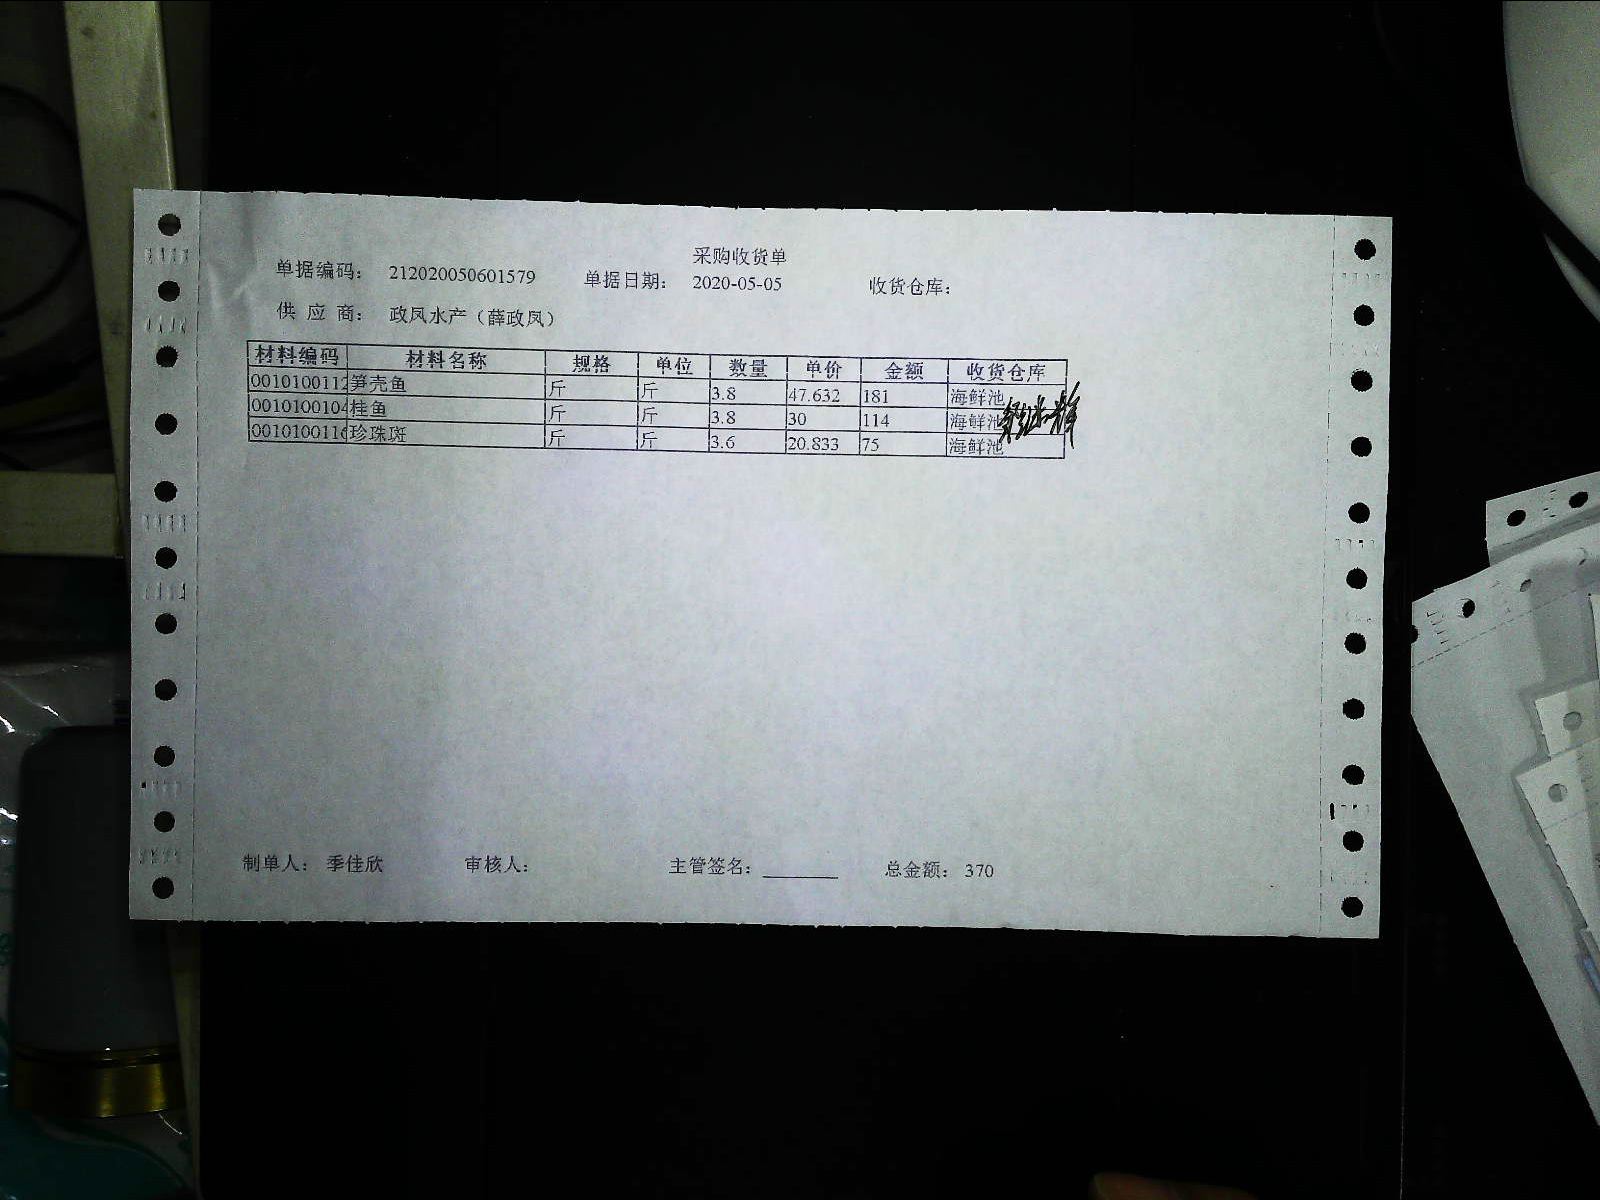 采购收货单
单据编码： 212020050601579 单据日期： 2020-05-05 收货仓库：
供 应 商： 政凤水产（薛政凤）
材料编码 材料名称 规格 单位 数量 单价 金额 收货仓库
0010100112 笋壳鱼 斤 斤 3.8 47.632 181 海鲜池
0010100104 桂鱼 斤 斤 3.8 30 114 海鲜池
001010011 珍珠斑 斤 斤 3.6 20.833 75 海鲜池
制单人： 季佳欣 审核人： 主管签名： 总金额： 370